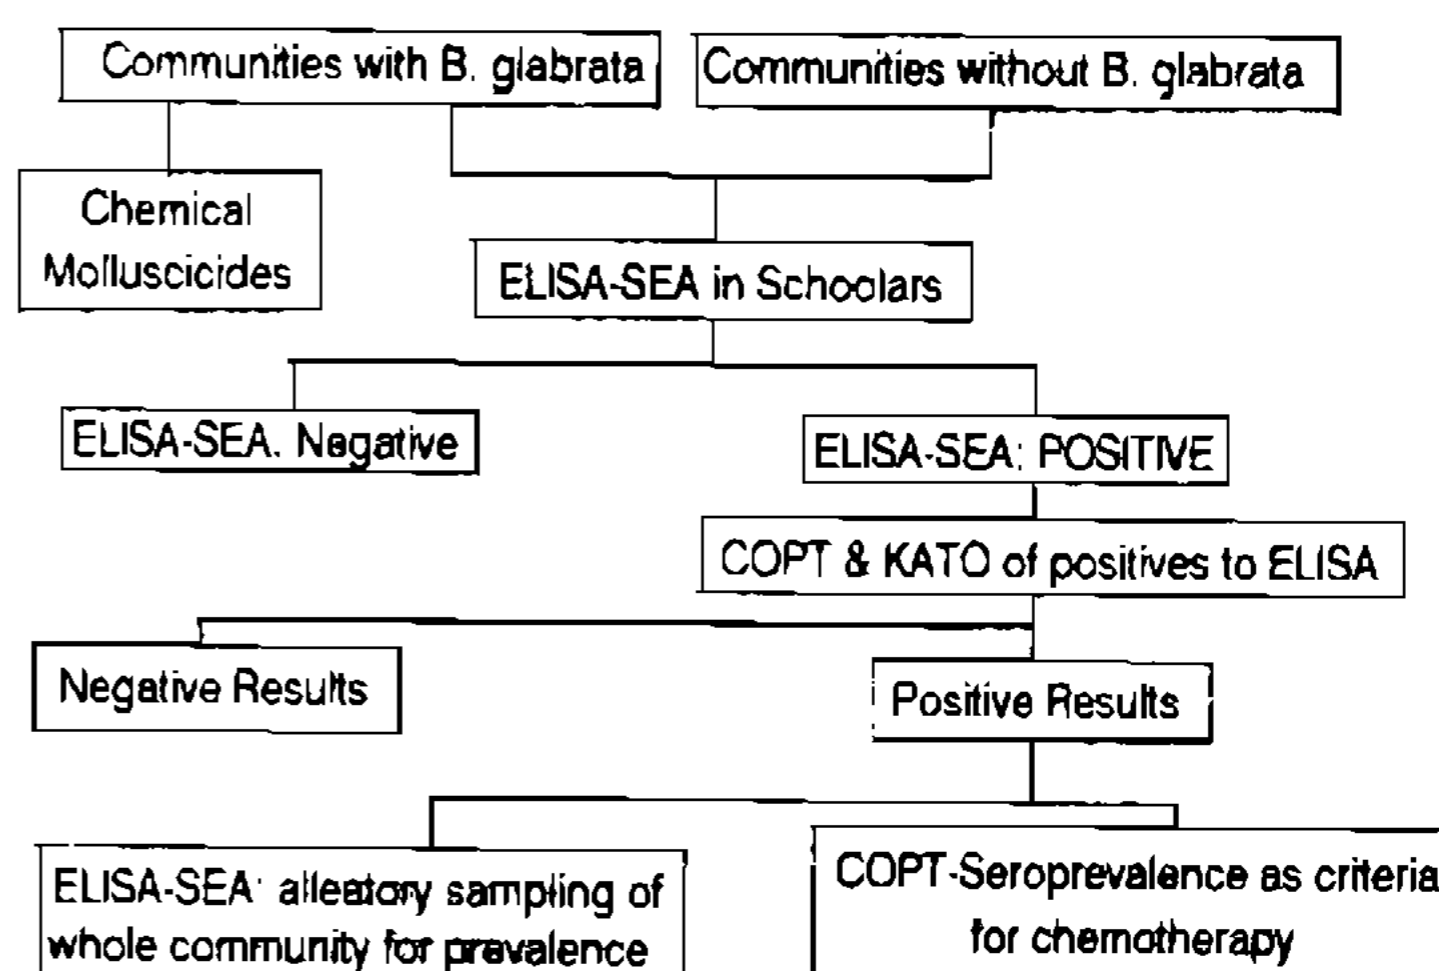 Communities with B. glabrata
Communities without B. glabrata
Chemical
Molluscicides
ELISA-SEA in Schoolars
ELISA-SEA. Negative
ELISA-SEA: POSITIVE
COPT & KATO of positives to ELISA
Negative Results
Positive Results
ELISA-SEA: alleatory sampling of
whole community for prevalence
COPT-Seroprevalence as criteria
for chemotherapy